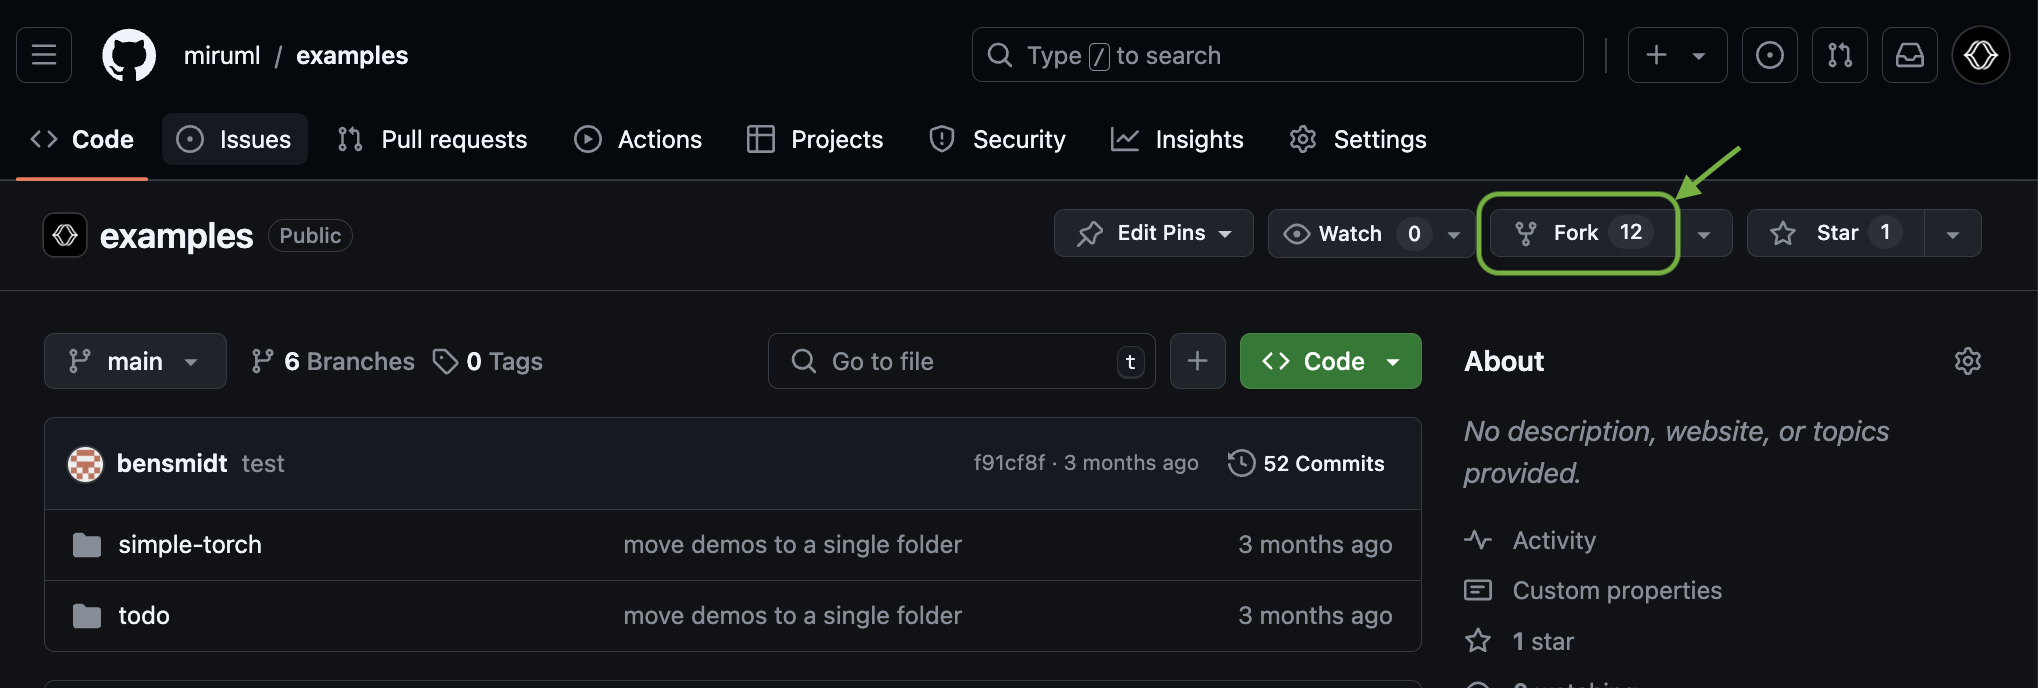 miruml / examples
Type / to search
Code Issues Pull requests Actions Projects Security Insights Settings
examples Public
Edit Pins Watch 0 Fork 12 Star 1
main 6 Branches 0 Tags Go to file t Code
About
No description, website, or topics
provided.
bensmidt test f91cf8f · 3 months ago 52 Commits
simple-torch move demos to a single folder 3 months ago
todo move demos to a single folder 3 months ago
Activity
Custom properties
1 star
0 watching